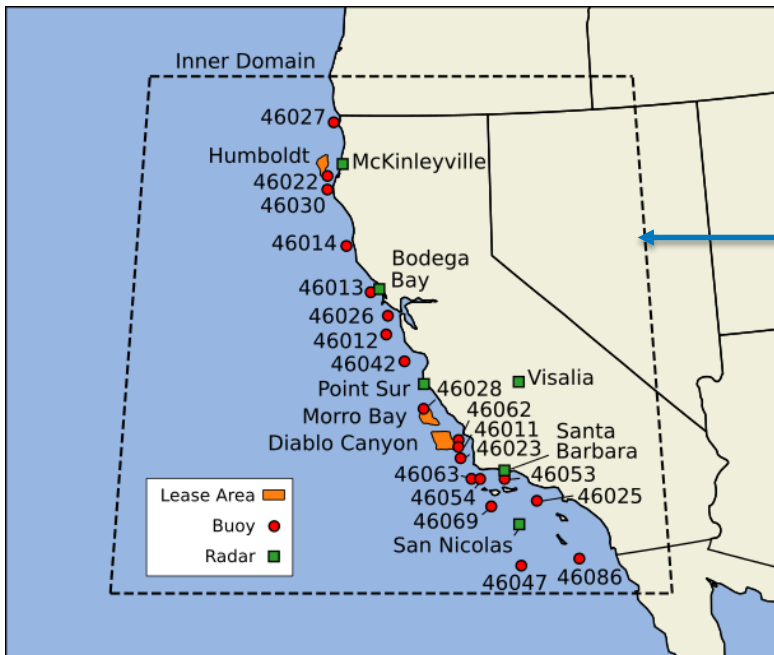 Inner Domain
46027
Humboldt
McKinleyville
46022
46030
46014
Bodega
Bay
46013
46026
46012
46042
Point Sur
Visalia
46028
Morro Bay
46062
Diablo Canyon
46011
Santa
Barbara
46023
46063
46053
46054
46025
46069
San Nicolas
46047
46086
Lease Area
Buoy
Radar